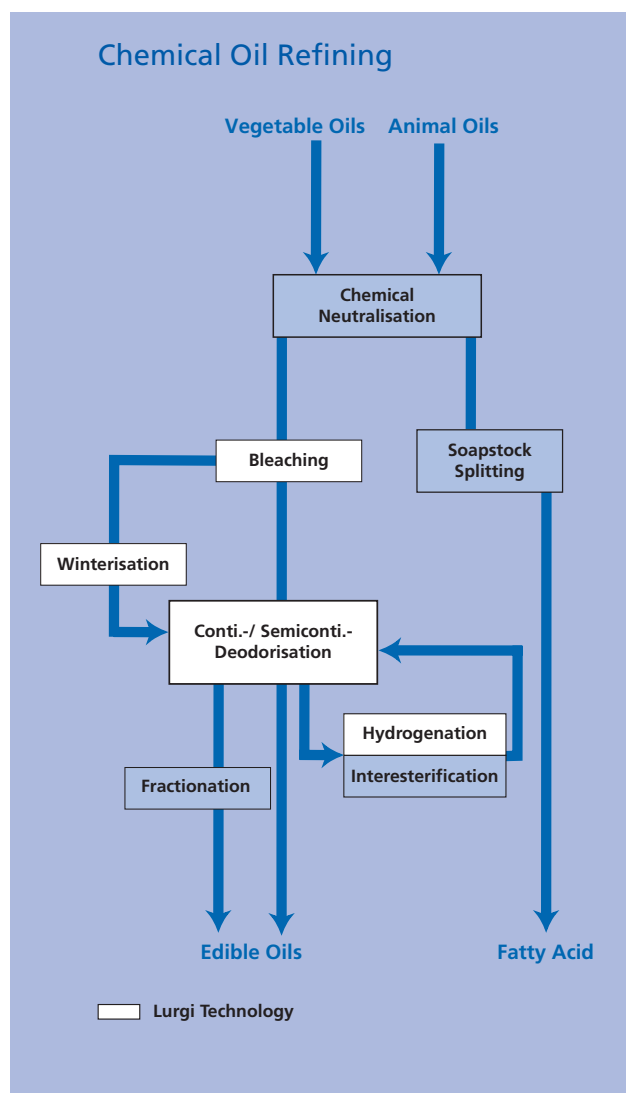 Chemical Oil Refining
Vegetable Oils
Animal Oils
Chemical
Neutralisation
Bleaching
Soapstock
Splitting
Winterisation
Conti.-/ Semiconti.-
Deodorisation
Hydrogenation
Interesterification
Fractionation
Edible Oils
Fatty Acid
Lurgi Technology